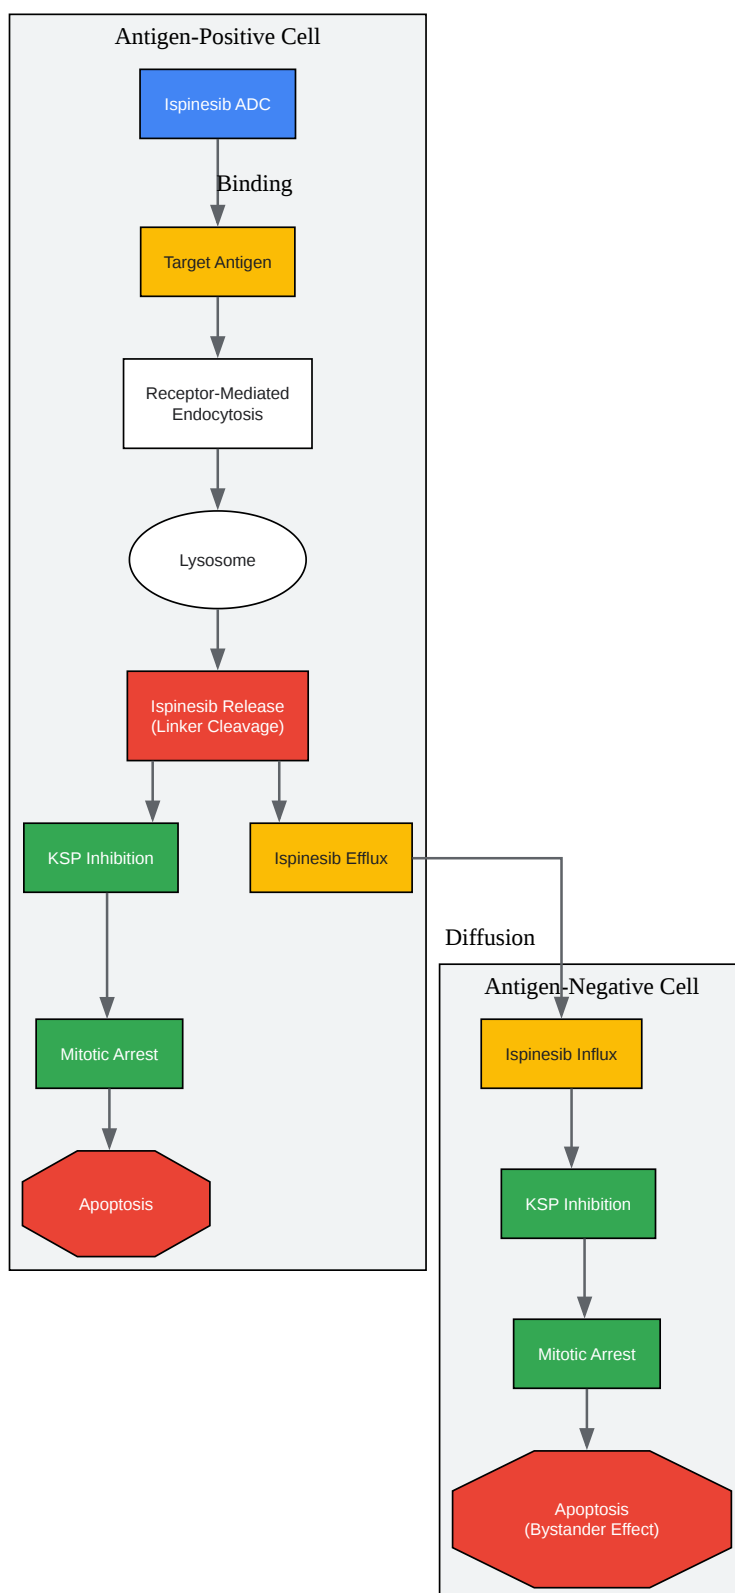 Antigen-Positive Cell
Ispinesib ADC
Binding
Target Antigen
Receptor-Mediated
Endocytosis
Lysosome
Ispinesib Release
(Linker Cleavage)
KSP Inhibition
Ispinesib Efflux
Mitotic Arrest
Apoptosis
Diffusion
Antigen-Negative Cell
Ispinesib Influx
KSP Inhibition
Mitotic Arrest
Apoptosis
(Bystander Effect)